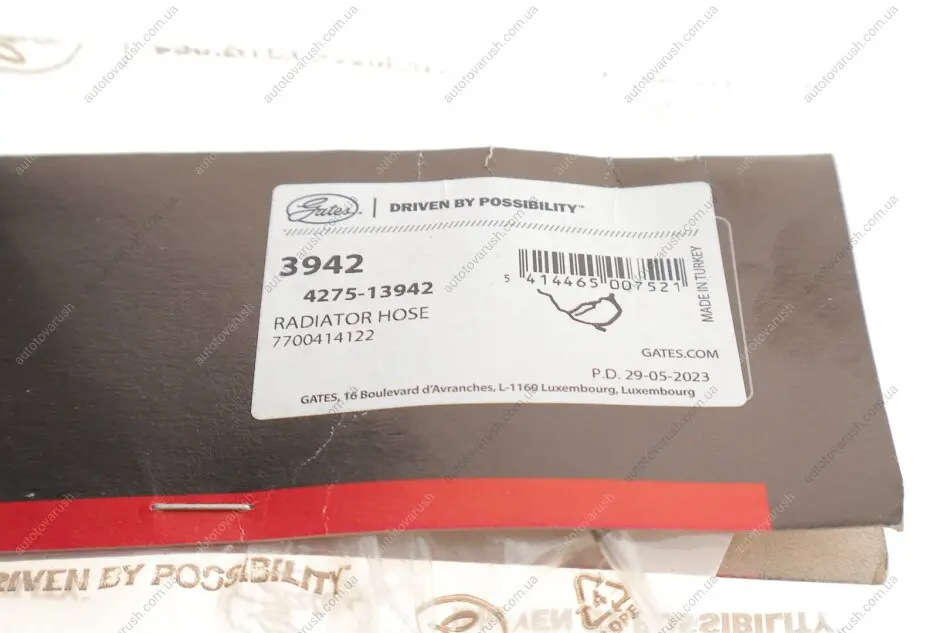 Gates | DRIVEN BY POSSIBILITY™
3942
4275-13942
RADIATOR HOSE
7700414122
5 414465 007521
MADE IN TURKEY
GATES.COM
P.D. 29-05-2023
GATES, 16 Boulevard d'Avranches, L-1160 Luxembourg, Luxembourg
DRIVEN BY POSSIBILITY™
autotovarush.com.ua